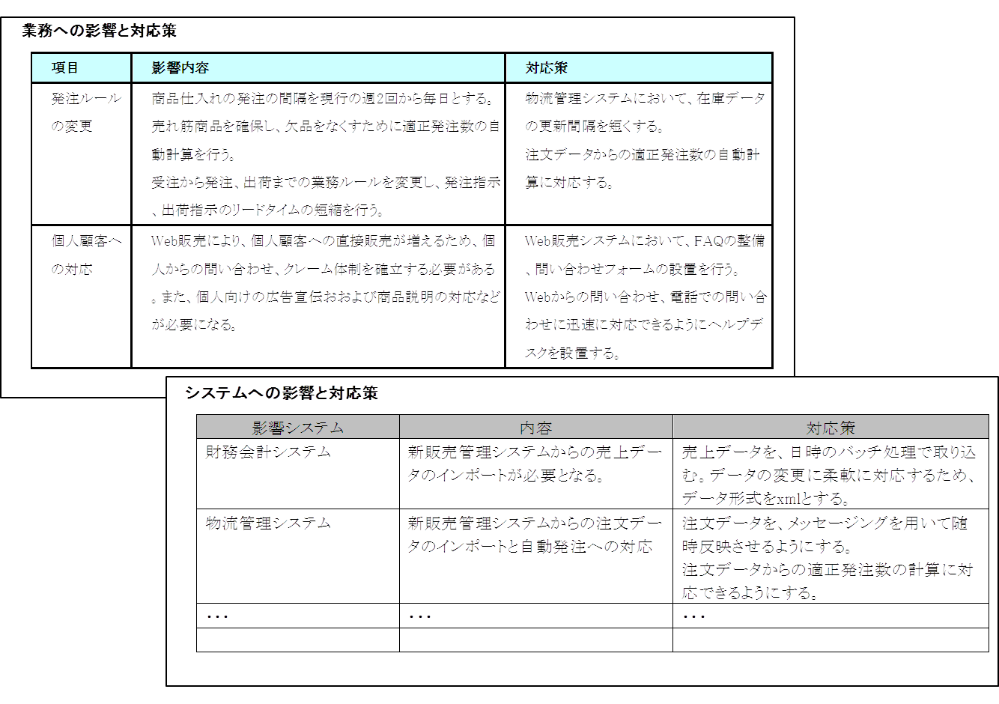 業務への影響と対応策
項目
影響内容
対応策
発注ルール
の変更
商品仕入れの発注の間隔を現行の週2回から毎日とする。
売れ筋商品を確保し、欠品をなくすために適正発注数の自
動計算を行う。
受注から発注、出荷までの業務ルールを変更し、発注指示
、出荷指示のリードタイムの短縮を行う。
物流管理システムにおいて、在庫データ
の更新間隔を短くする。
注文データからの適正発注数の自動計
算に対応する。
個人顧客へ
の対応
Web販売により、個人顧客への直接販売が増えるため、個
人からの問い合わせ、クレーム体制を確立する必要がある
。また、個人向けの広告宣伝おおよび商品説明の対応など
が必要になる。
Web販売システムにおいて、FAQの整備
、問い合わせフォームの設置を行う。
Webからの問い合わせ、電話での問い合
わせに迅速に対応できるようにヘルプデ
スクを設置する。
システムへの影響と対応策
影響システム
内容
対応策
財務会計システム
新販売管理システムからの売上デー
タのインポートが必要となる。
売上データを、日時のバッチ処理で取り込
む。データの変更に柔軟に対応するため、
データ形式をxmlとする。
物流管理システム
新販売管理システムからの注文デー
タのインポートと自動発注への対応
注文データを、メッセージングを用いて随
時反映させるようにする。
注文データからの適正発注数の計算に対
応できるようにする。
・・・
・・・
・・・